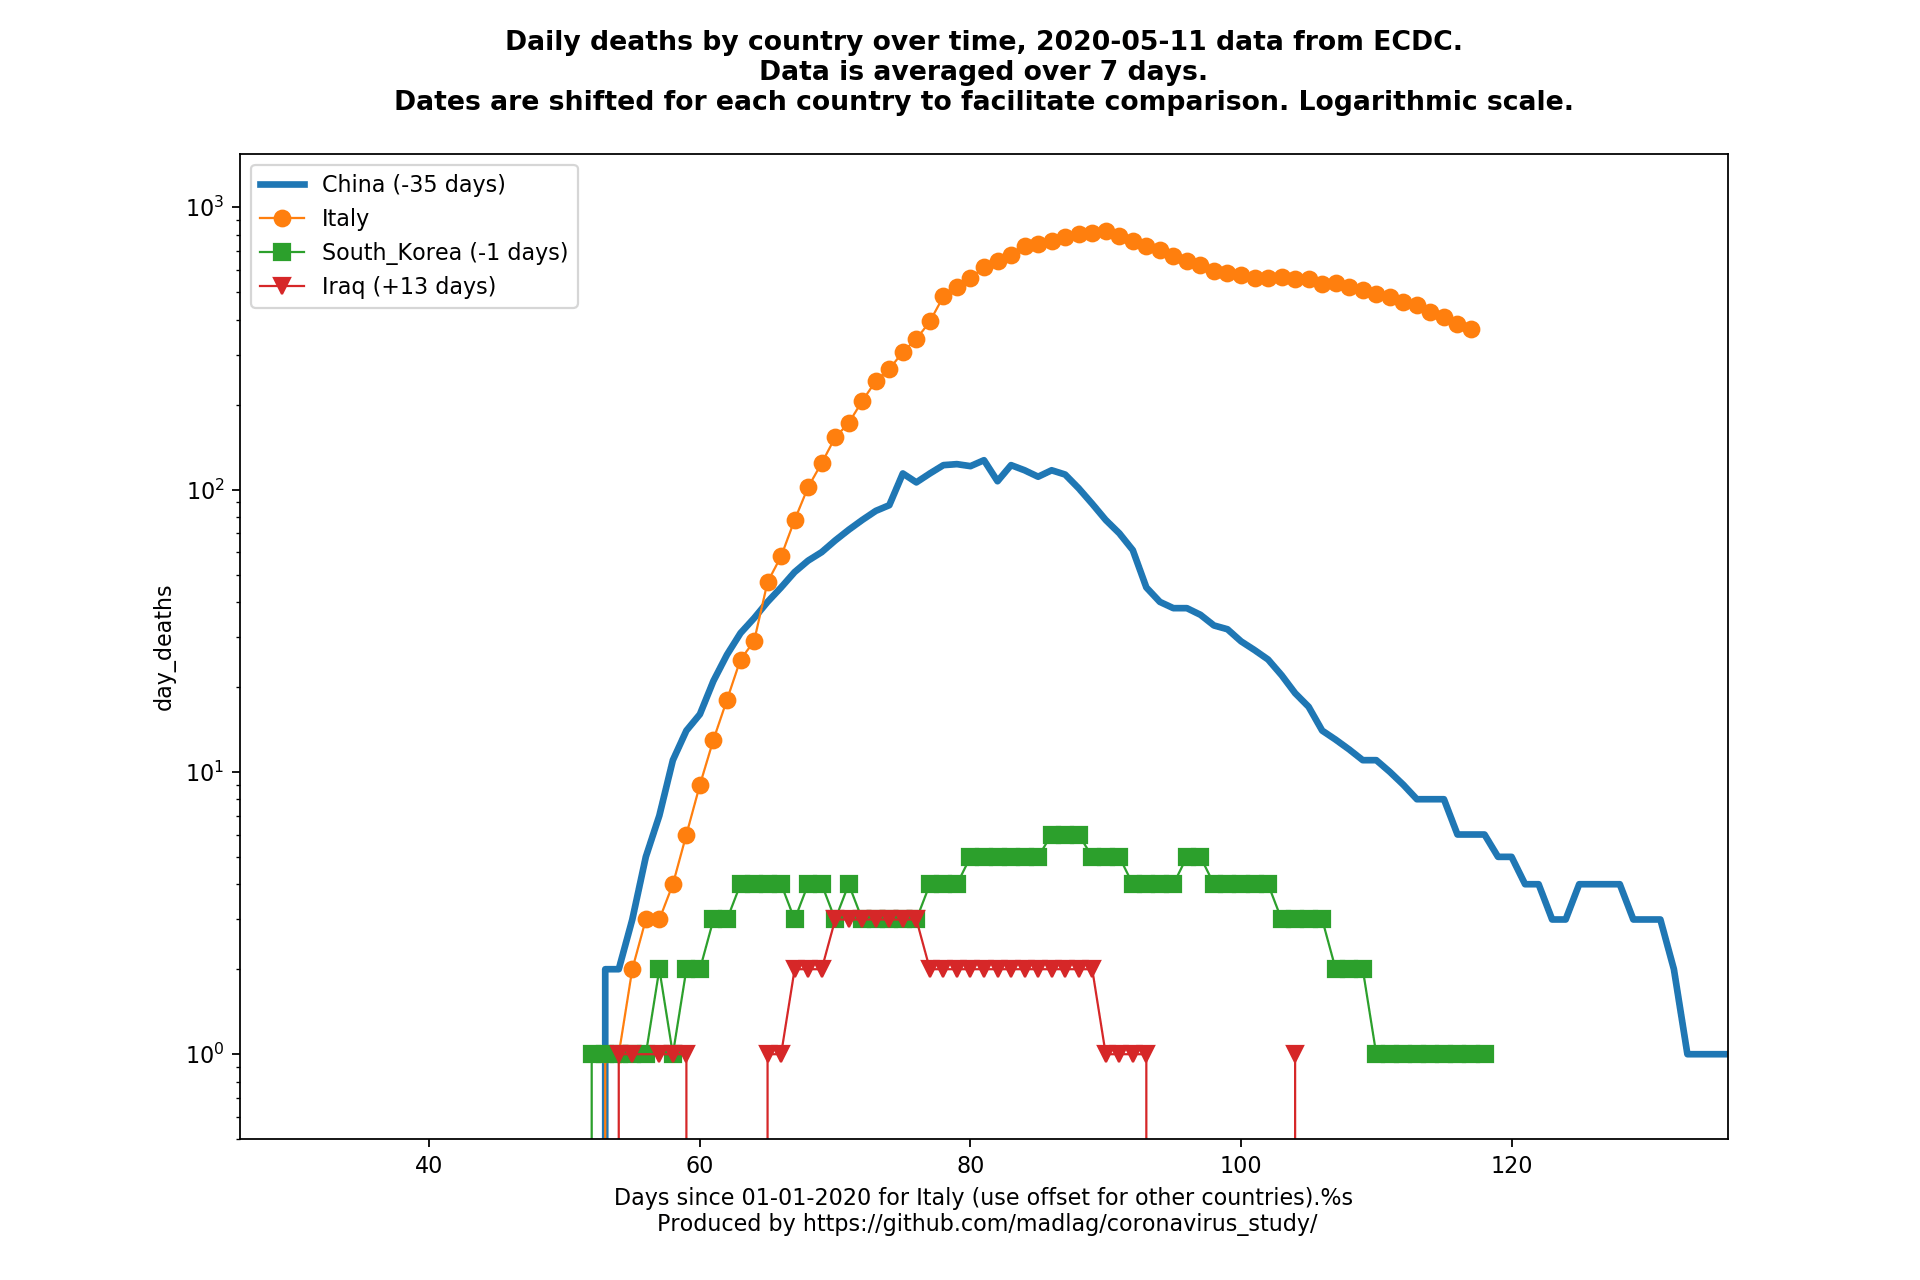 Daily deaths by country over time, 2020-05-11 data from ECDC.
Data is averaged over 7 days.
Dates are shifted for each country to facilitate comparison. Logarithmic scale.
China (-35 days)
Italy
South_Korea (-1 days)
Iraq (+13 days)
10³
10²
10¹
10⁰
day_deaths
40 60 80 100 120
Days since 01-01-2020 for Italy (use offset for other countries).%s
Produced by https://github.com/madlag/coronavirus_study/